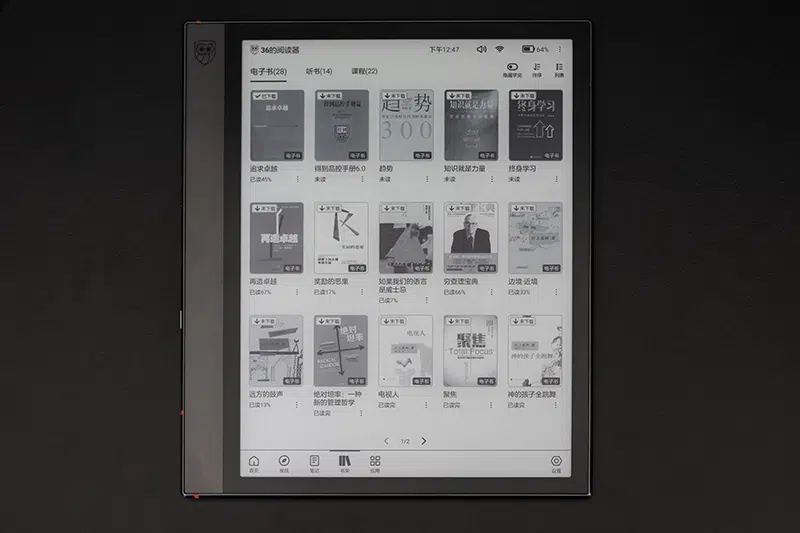 36的阅读器
下午12:47
64%
电子书(28) 听书(14) 课程(22)
隐藏学完 排序 列表
已下载 未下载 未下载 未下载 未下载
追求卓越
得到品控手册
趋势
300
知识就是力量
终身学习
电子书 电子书 电子书 电子书 电子书
追求卓越 得到品控手册6.0 趋势 知识就是力量 终身学习
已读45% 未读 未读 未读 未读
未下载 未下载 未下载 未下载 未下载
再造卓越
奖励的恶果
电子书 电子书 电子书 电子书 电子书
再造卓越 奖励的恶果 如果我们的语言是威士忌 穷查理宝典 边境·近境
已读67% 已读17% 已读7% 已读66% 已读33%
未下载 未下载 未下载 未下载 未下载
绝对坦率
RADICAL CANDOR
电视人
聚焦
Total Focus
神的孩子全跳舞
电子书 电子书 电子书 电子书 电子书
远方的鼓声 绝对坦率：一种新的管理哲学 电视人 聚焦 神的孩子全跳舞
已读13% 已读完 已读完 已读完 已读完
1/2
首页 笔记 书架 应用 设置